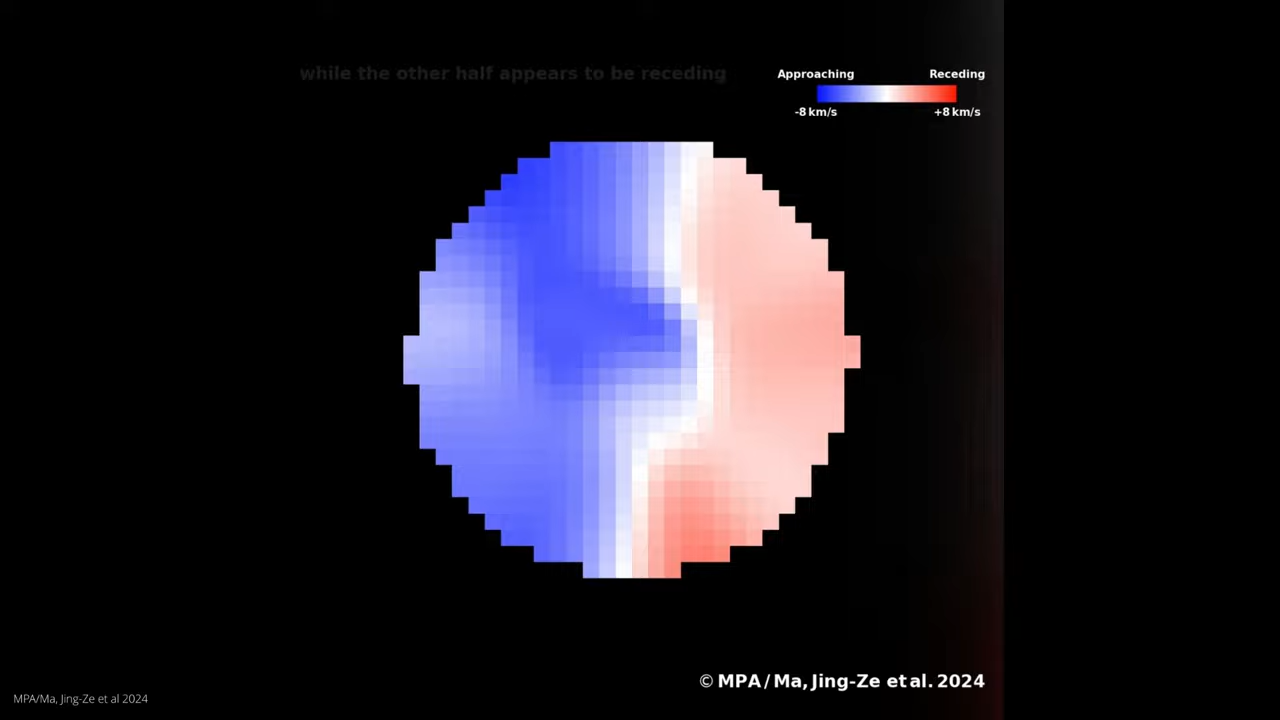 while the other half appears to be receding
Approaching Receding
-8 km/s +8 km/s
© MPA/Ma, Jing-Ze et al. 2024
MPA/Ma, Jing-Ze et al 2024